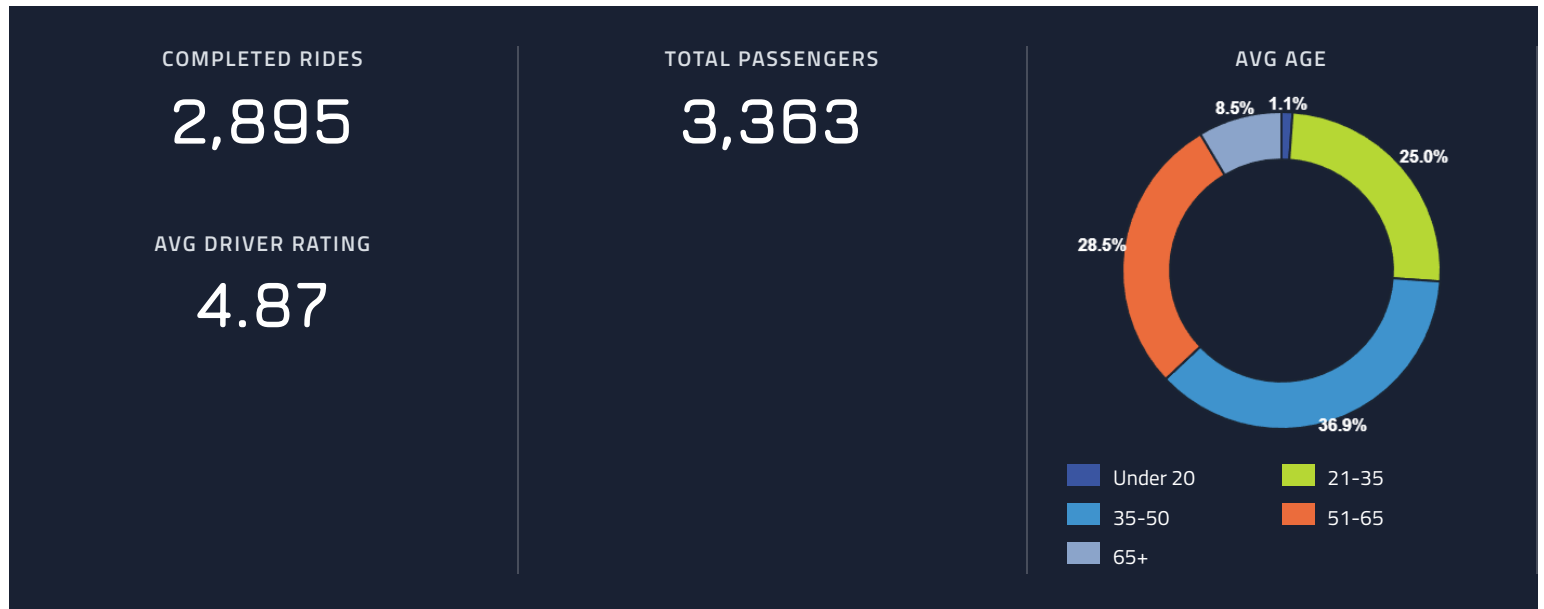 COMPLETED RIDES
2,895
AVG DRIVER RATING
4.87
TOTAL PASSENGERS
3,363
AVG AGE
8.5%
1.1%
25.0%
28.5%
36.9%
Under 20
21-35
35-50
51-65
65+